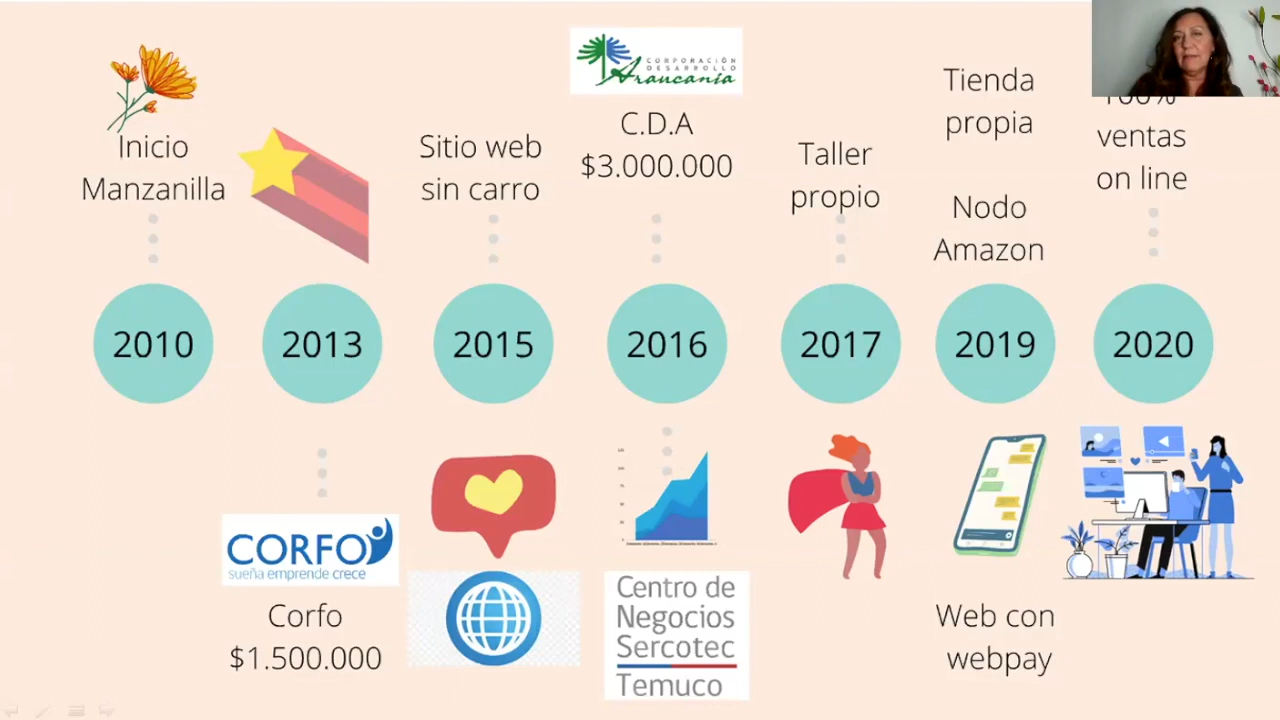 Inicio
Manzanilla
Sitio web
sin carro
CORPORACIÓN
DESARROLLO
Araucanía
C.D.A
$3.000.000
Taller
propio
Tienda
propia
Nodo
Amazon
100%
ventas
on line
2010
2013
2015
2016
2017
2019
2020
CORFO
sueña emprende crece
Corfo
$1.500.000
Centro de
Negocios
Sercotec
Temuco
Web con
webpay